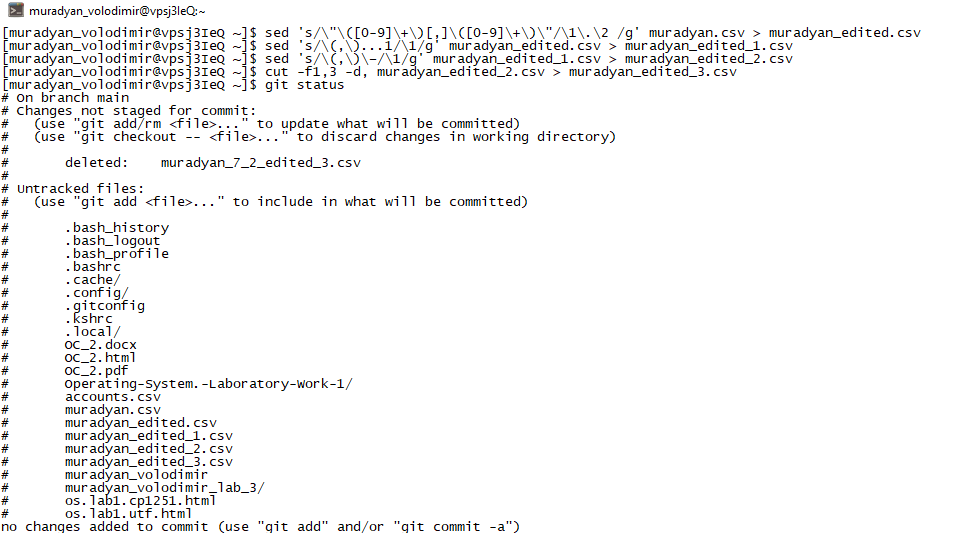 muradyan_volodimir@vpsj3IeQ:~
[muradyan_volodimir@vpsj3IeQ ~]$ sed 's/\"\([0-9]\+\)[,]\([0-9]\+\)\"/\1\.\2 /g' muradyan.csv > muradyan_edited.csv
[muradyan_volodimir@vpsj3IeQ ~]$ sed 's/\(,\)...1/\1/g' muradyan_edited.csv > muradyan_edited_1.csv
[muradyan_volodimir@vpsj3IeQ ~]$ sed 's/\(,\)\-/\1/g' muradyan_edited_1.csv > muradyan_edited_2.csv
[muradyan_volodimir@vpsj3IeQ ~]$ cut -f1,3 -d, muradyan_edited_2.csv > muradyan_edited_3.csv
[muradyan_volodimir@vpsj3IeQ ~]$ git status
# On branch main
# Changes not staged for commit:
#   (use "git add/rm <file>..." to update what will be committed)
#   (use "git checkout -- <file>..." to discard changes in working directory)
#
#       deleted:    muradyan_7_2_edited_3.csv
#
# Untracked files:
#   (use "git add <file>..." to include in what will be committed)
#
#       .bash_history
#       .bash_logout
#       .bash_profile
#       .bashrc
#       .cache/
#       .config/
#       .gitconfig
#       .kshrc
#       .local/
#       OC_2.docx
#       OC_2.html
#       OC_2.pdf
#       Operating-System.-Laboratory-Work-1/
#       accounts.csv
#       muradyan.csv
#       muradyan_edited.csv
#       muradyan_edited_1.csv
#       muradyan_edited_2.csv
#       muradyan_edited_3.csv
#       muradyan_volodimir
#       muradyan_volodimir_lab_3/
#       os.lab1.cp1251.html
#       os.lab1.utf.html
no changes added to commit (use "git add" and/or "git commit -a")